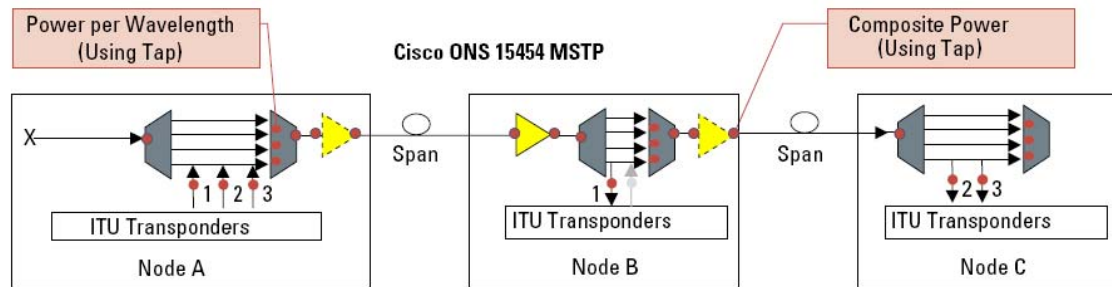 Power per Wavelength
(Using Tap)
Cisco ONS 15454 MSTP
Composite Power
(Using Tap)
X
Span
Span
1
2
3
1
2
3
ITU Transponders
ITU Transponders
ITU Transponders
Node A
Node B
Node C